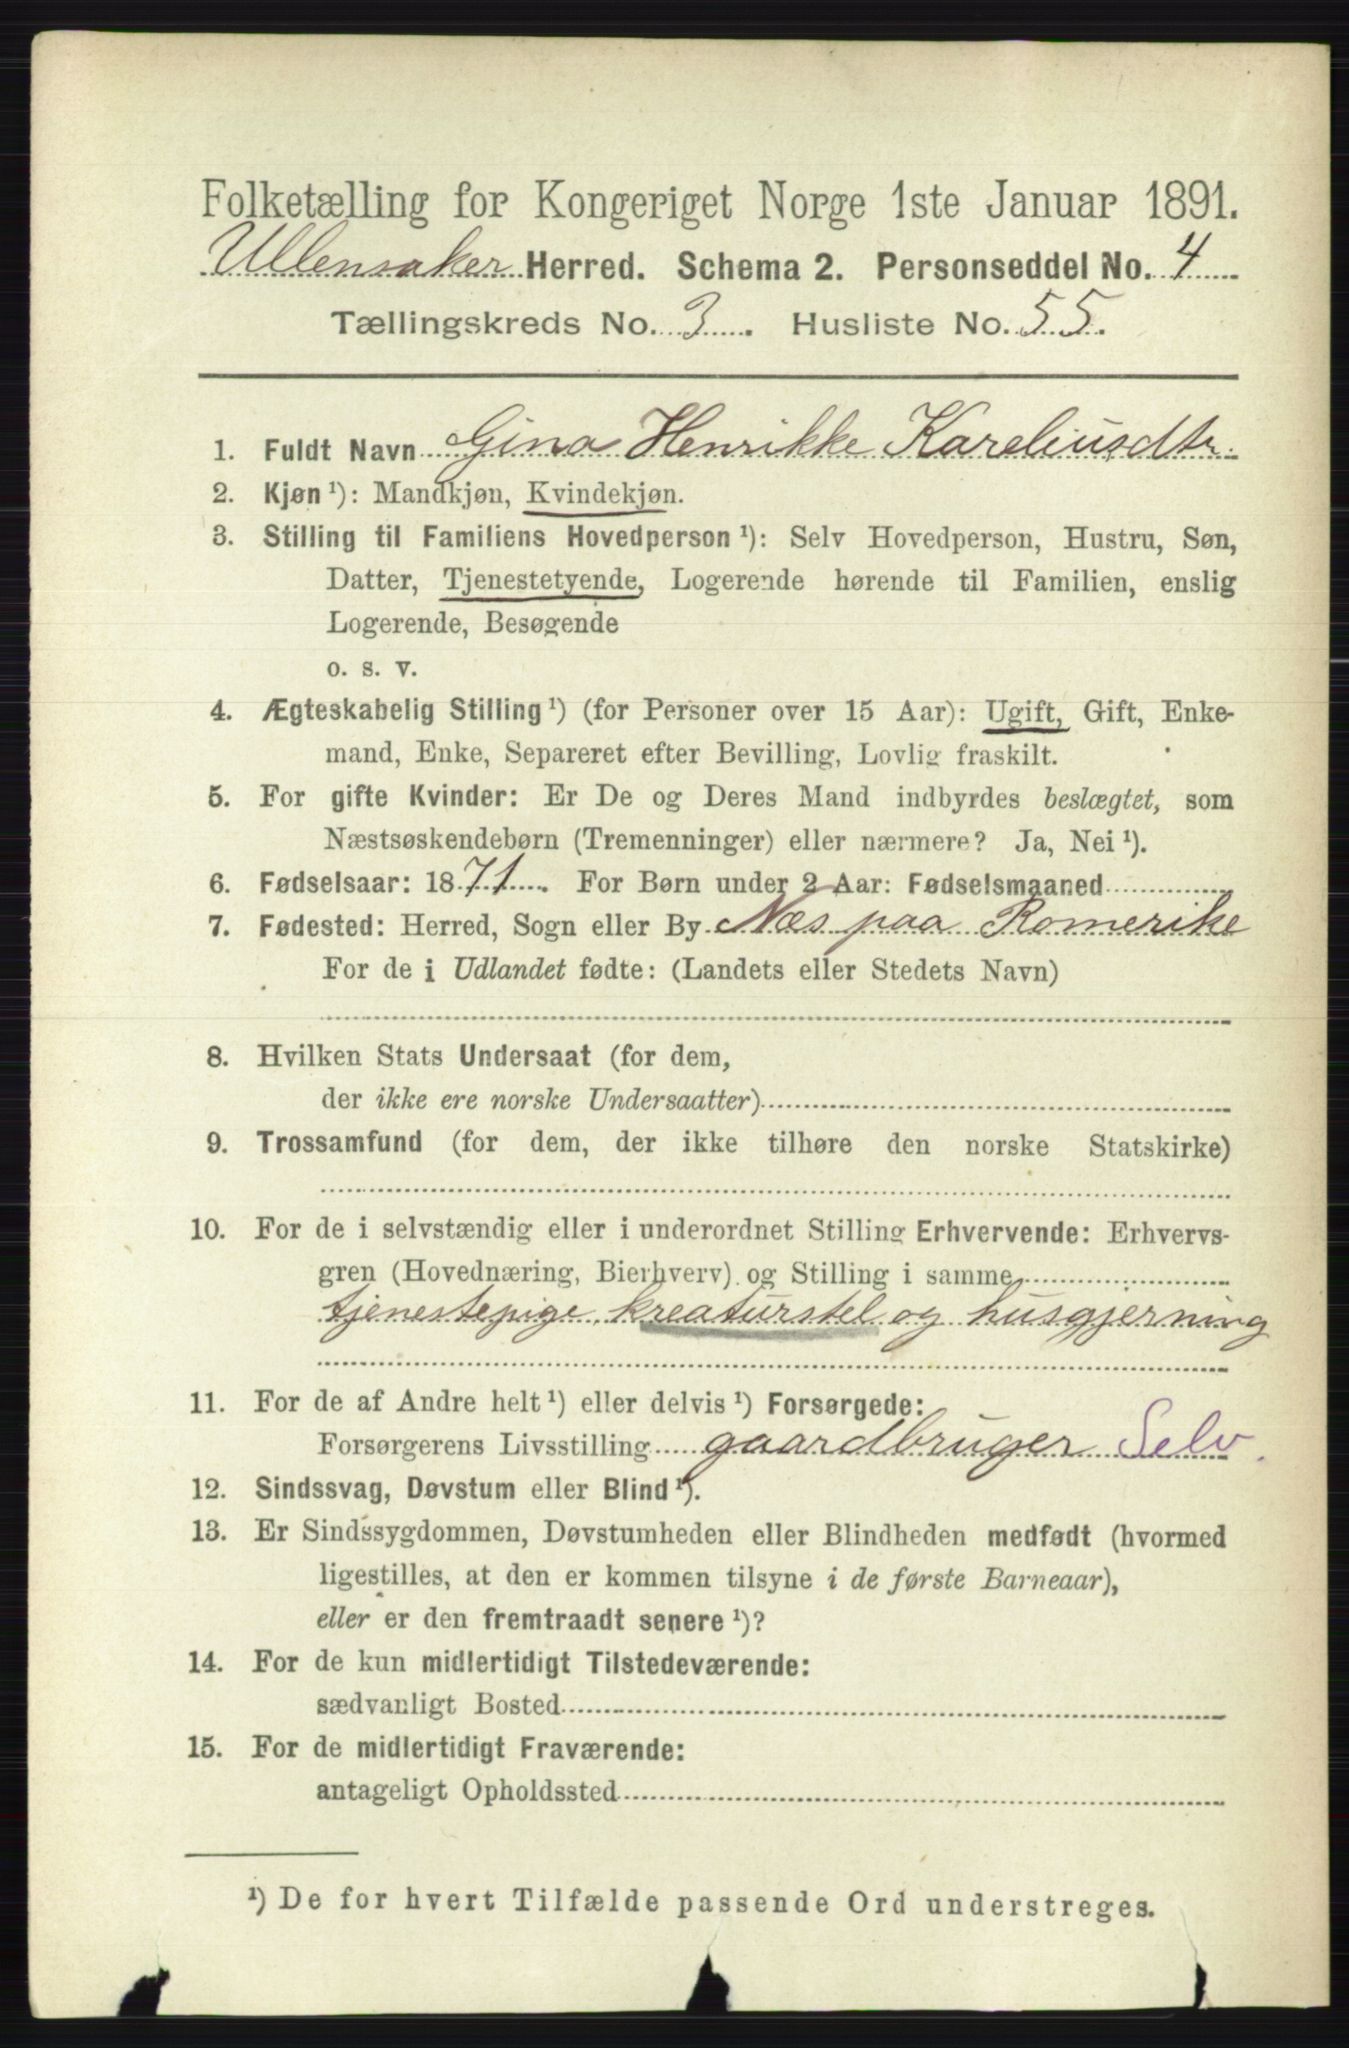 Folketælling for Kongeriget Norge 1ste Januar 1891.
Ullensaker Herred. Schema 2. Personseddel No. 4
Tællingskreds No. 3. Husliste No. 55.
1. Fuldt Navn Gina Henrikke Kareliusdtr.
2. Kjøn ¹): Mandkjøn, Kvindekjøn.
3. Stilling til Familiens Hovedperson ¹): Selv Hovedperson, Hustru, Søn,
Datter, Tjenestetyende, Logerende hørende til Familien, enslig
Logerende, Besøgende
o. s. v.
4. Ægteskabelig Stilling ¹) (for Personer over 15 Aar): Ugift, Gift, Enke-
mand, Enke, Separeret efter Bevilling, Lovlig fraskilt.
5. For gifte Kvinder: Er De og Deres Mand indbyrdes beslægtet, som
Næstsøskendebørn (Tremenninger) eller nærmere? Ja, Nei ¹).
6. Fødselsaar: 1871. For Børn under 2 Aar: Fødselsmaaned
7. Fødested: Herred, Sogn eller By Næs paa Romerike
For de i Udlandet fødte: (Landets eller Stedets Navn)
8. Hvilken Stats Undersaat (for dem,
der ikke ere norske Undersaatter)
9. Trossamfund (for dem, der ikke tilhøre den norske Statskirke)
10. For de i selvstændig eller i underordnet Stilling Erhvervende: Erhvervs-
gren (Hovednæring, Bierhverv) og Stilling i samme
tjenestepige, kreaturstel og husgjerning
11. For de af Andre helt ¹) eller delvis ¹) Forsørgede:
Forsørgerens Livsstilling gaardbruger Selv.
12. Sindssvag, Døvstum eller Blind ¹).
13. Er Sindssygdommen, Døvstumheden eller Blindheden medfødt (hvormed
ligestilles, at den er kommen tilsyne i de første Barneaar),
eller er den fremtraadt senere ¹)?
14. For de kun midlertidigt Tilstedeværende:
sædvanligt Bosted
15. For de midlertidigt Fraværende:
antageligt Opholdssted
¹) De for hvert Tilfælde passende Ord understreges.